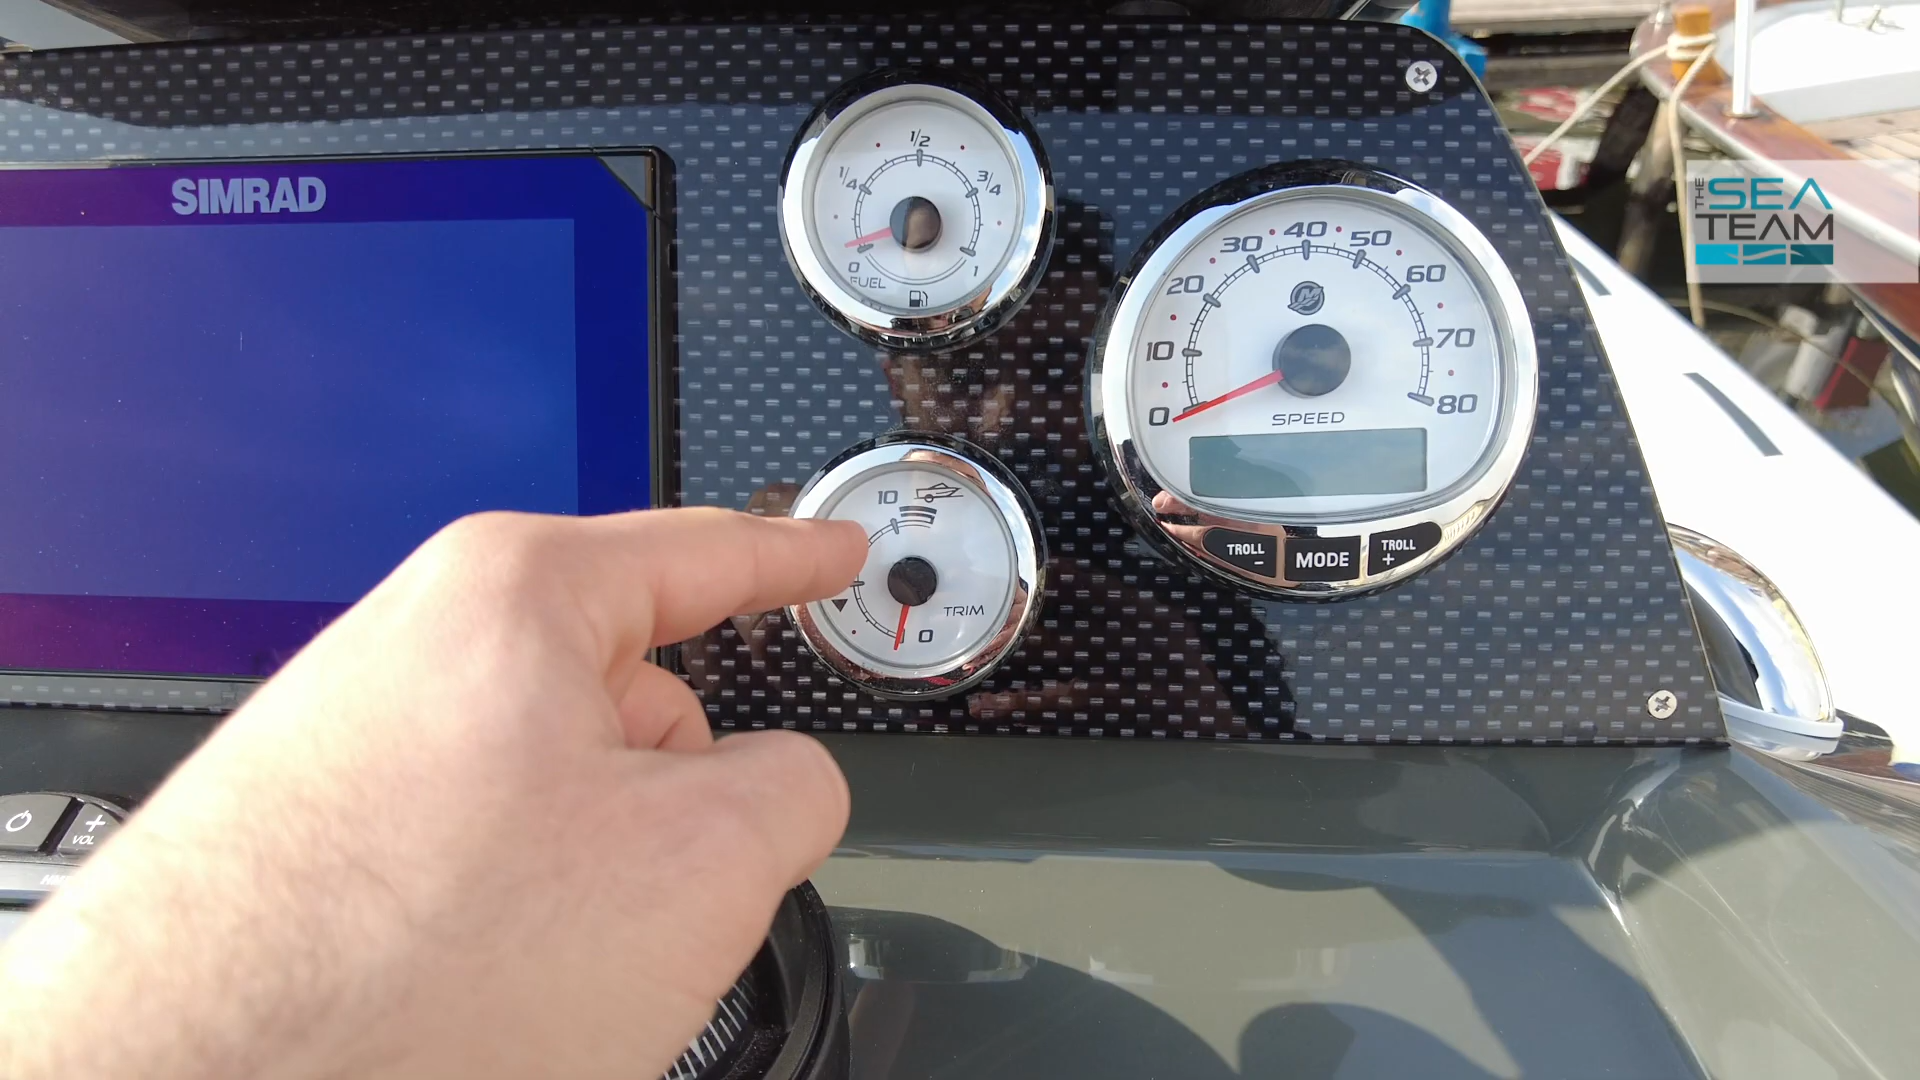 SIMRAD
1/4
1/2
3/4
0
1
FUEL
10
20
30
40
50
60
70
80
0
SPEED
TROLL
-
MODE
TROLL
+
10
TRIM
0
+
VOL
THE
SEA
TEAM